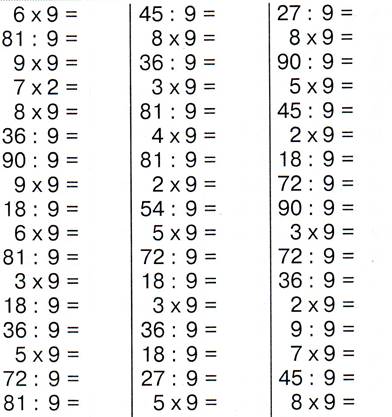 6 x 9 =
81 : 9 =
9 x 9 =
7 x 2 =
8 x 9 =
36 : 9 =
90 : 9 =
9 x 9 =
18 : 9 =
6 x 9 =
81 : 9 =
3 x 9 =
18 : 9 =
36 : 9 =
5 x 9 =
72 : 9 =
81 : 9 =
45 : 9 =
8 x 9 =
36 : 9 =
3 x 9 =
81 : 9 =
4 x 9 =
81 : 9 =
2 x 9 =
54 : 9 =
5 x 9 =
72 : 9 =
18 : 9 =
3 x 9 =
36 : 9 =
18 : 9 =
27 : 9 =
5 x 9 =
27 : 9 =
8 x 9 =
90 : 9 =
5 x 9 =
45 : 9 =
2 x 9 =
18 : 9 =
72 : 9 =
90 : 9 =
3 x 9 =
72 : 9 =
36 : 9 =
2 x 9 =
9 : 9 =
7 x 9 =
45 : 9 =
8 x 9 =